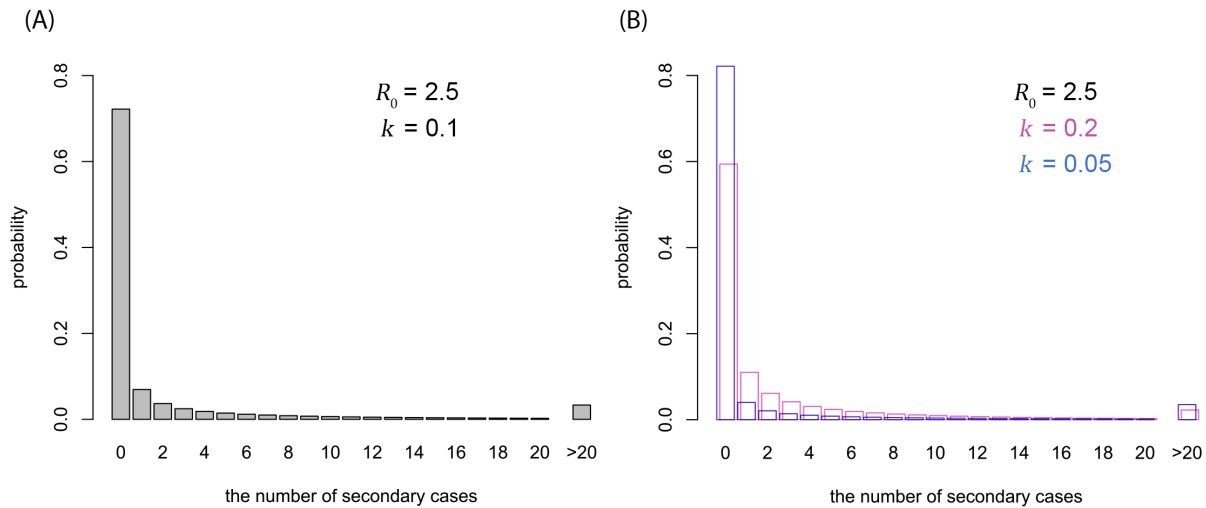 (A)
R0 = 2.5
k = 0.1
probability
0.0 0.2 0.4 0.6 0.8
0 2 4 6 8 10 12 14 16 18 20 >20
the number of secondary cases
(B)
R0 = 2.5
k = 0.2
k = 0.05
probability
0.0 0.2 0.4 0.6 0.8
0 2 4 6 8 10 12 14 16 18 20 >20
the number of secondary cases